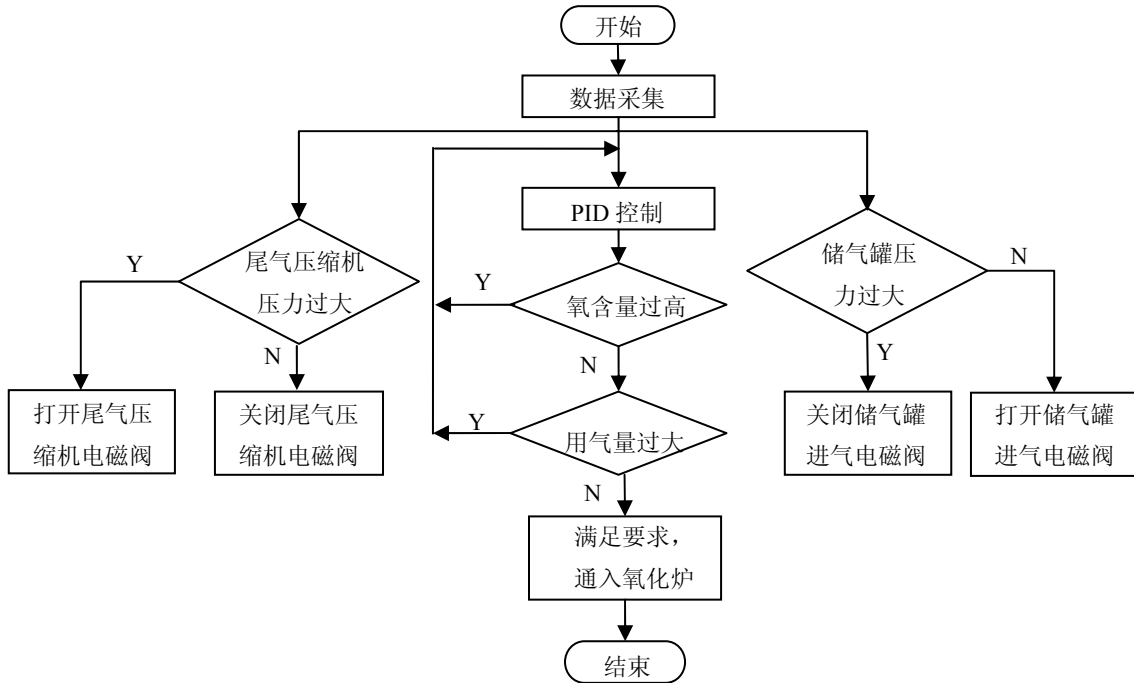 开始
数据采集
PID 控制
尾气压缩机
压力过大
Y
N
打开尾气压
缩机电磁阀
关闭尾气压
缩机电磁阀
氧含量过高
Y
N
用气量过大
Y
N
满足要求，
通入氧化炉
结束
储气罐压
力过大
N
Y
关闭储气罐
进气电磁阀
打开储气罐
进气电磁阀